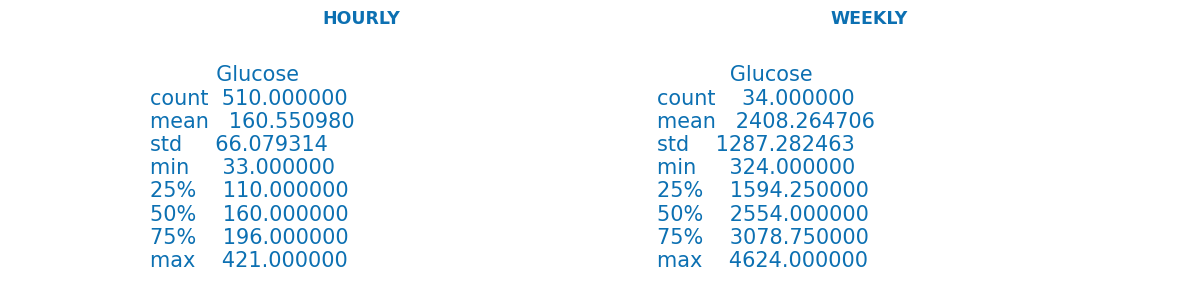 HOURLY
WEEKLY
Glucose
count 510.000000
mean 160.550980
std 66.079314
min 33.000000
25% 110.000000
50% 160.000000
75% 196.000000
max 421.000000
Glucose
count 34.000000
mean 2408.264706
std 1287.282463
min 324.000000
25% 1594.250000
50% 2554.000000
75% 3078.750000
max 4624.000000